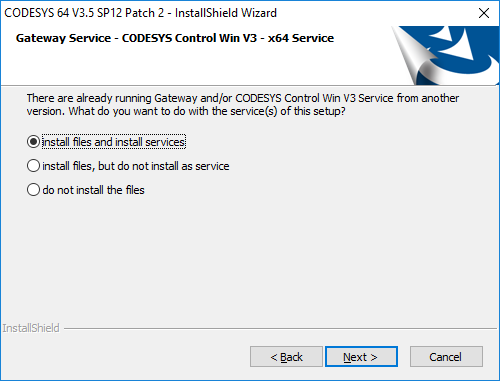 CODESYS 64 V3.5 SP12 Patch 2 - InstallShield Wizard
Gateway Service - CODESYS Control Win V3 - x64 Service
There are already running Gateway and/or CODESYS Control Win V3 Service from another
version. What do you want to do with the service(s) of this setup?
install files and install services
install files, but do not install as service
do not install the files
InstallShield
< Back
Next >
Cancel